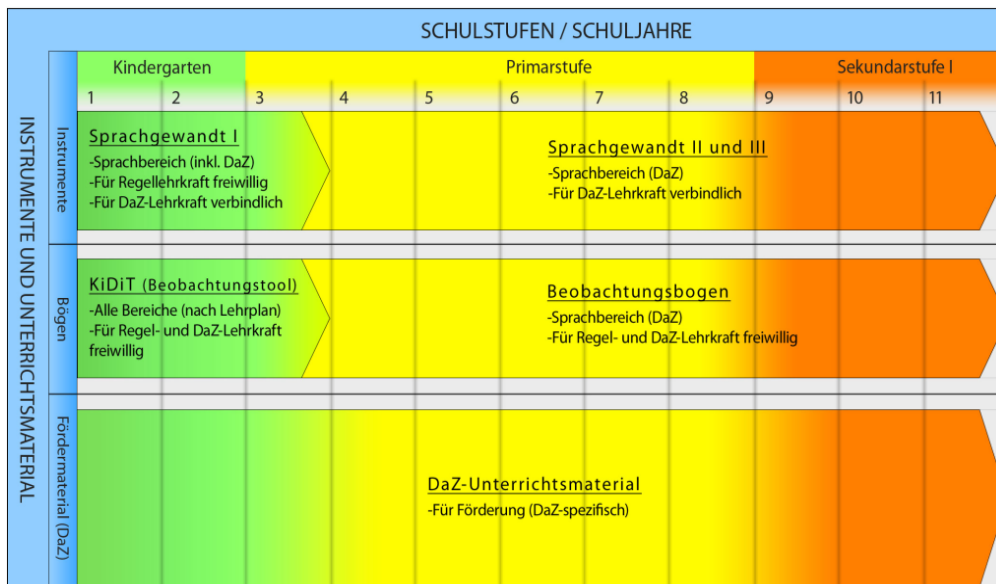 SCHULSTUFEN / SCHULJAHRE
Kindergarten
Primarstufe
Sekundarstufe I
1 2 3 4 5 6 7 8 9 10 11
INSTRUMENTE UND UNTERRICHTSMATERIAL
Instrumente
Sprachgewandt I
-Sprachbereich (inkl. DaZ)
-Für Regellehrkraft freiwillig
-Für DaZ-Lehrkraft verbindlich
Sprachgewandt II und III
-Sprachbereich (DaZ)
-Für DaZ-Lehrkraft verbindlich
Bögen
KiDiT (Beobachtungstool)
-Alle Bereiche (nach Lehrplan)
-Für Regel- und DaZ-Lehrkraft
freiwillig
Beobachtungsbogen
-Sprachbereich (DaZ)
-Für Regel- und DaZ-Lehrkraft freiwillig
Fördermaterial (DaZ)
DaZ-Unterrichtsmaterial
-Für Förderung (DaZ-spezifisch)